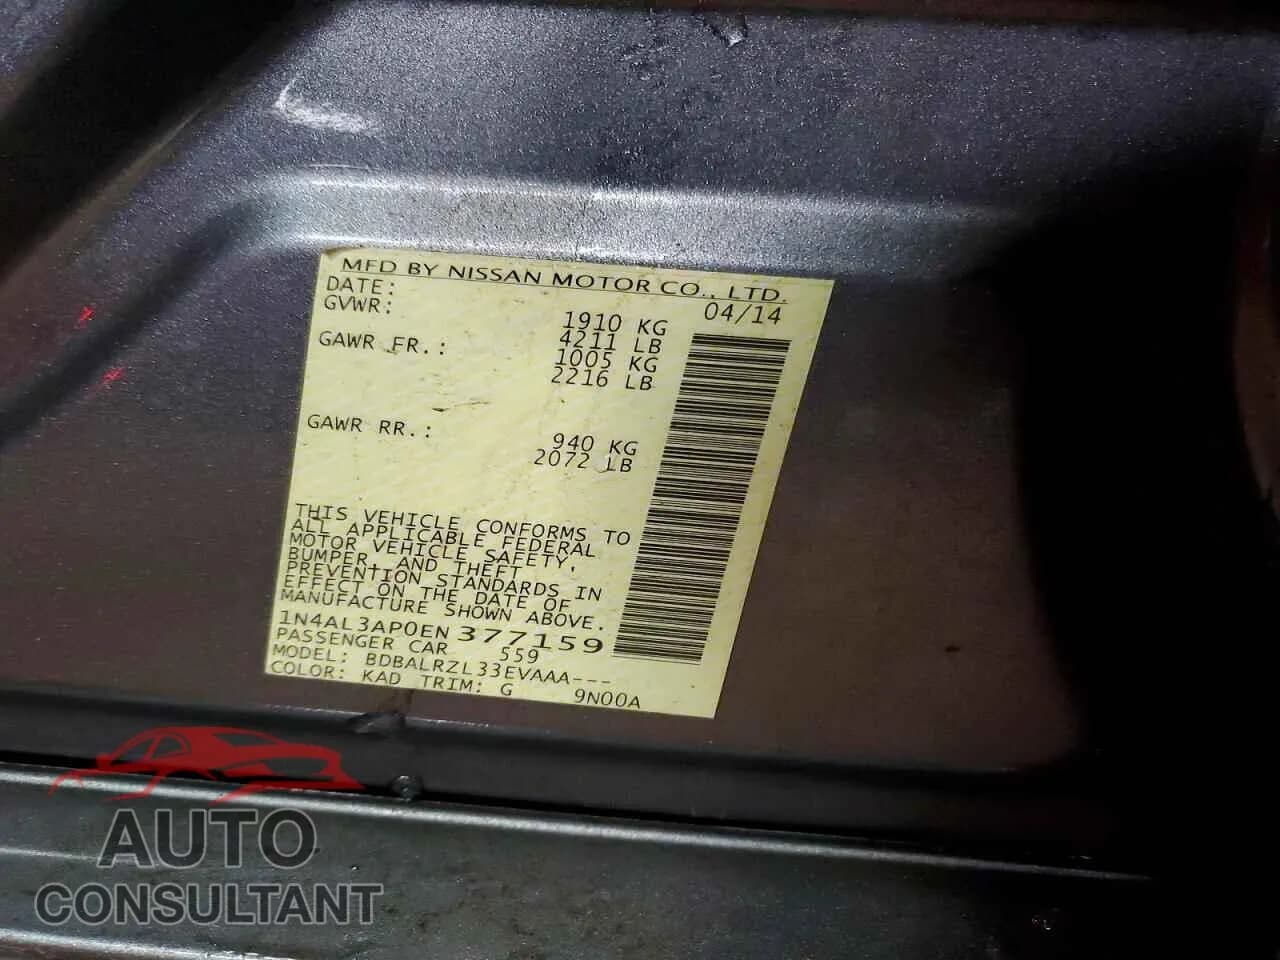 MFD BY NISSAN MOTOR CO., LTD.
DATE: 04/14
GVWR: 1910 KG
4211 LB
GAWR FR.: 1005 KG
2216 LB
GAWR RR.: 940 KG
2072 LB
THIS VEHICLE CONFORMS TO
ALL APPLICABLE FEDERAL
MOTOR VEHICLE SAFETY,
BUMPER, AND THEFT
PREVENTION STANDARDS IN
EFFECT ON THE DATE OF
MANUFACTURE SHOWN ABOVE.
1N4AL3AP0EN 377159
PASSENGER CAR 559
MODEL: BDBALRZL33EVAAA---
COLOR: KAD TRIM: G 9N00A
AUTO
CONSULTANT